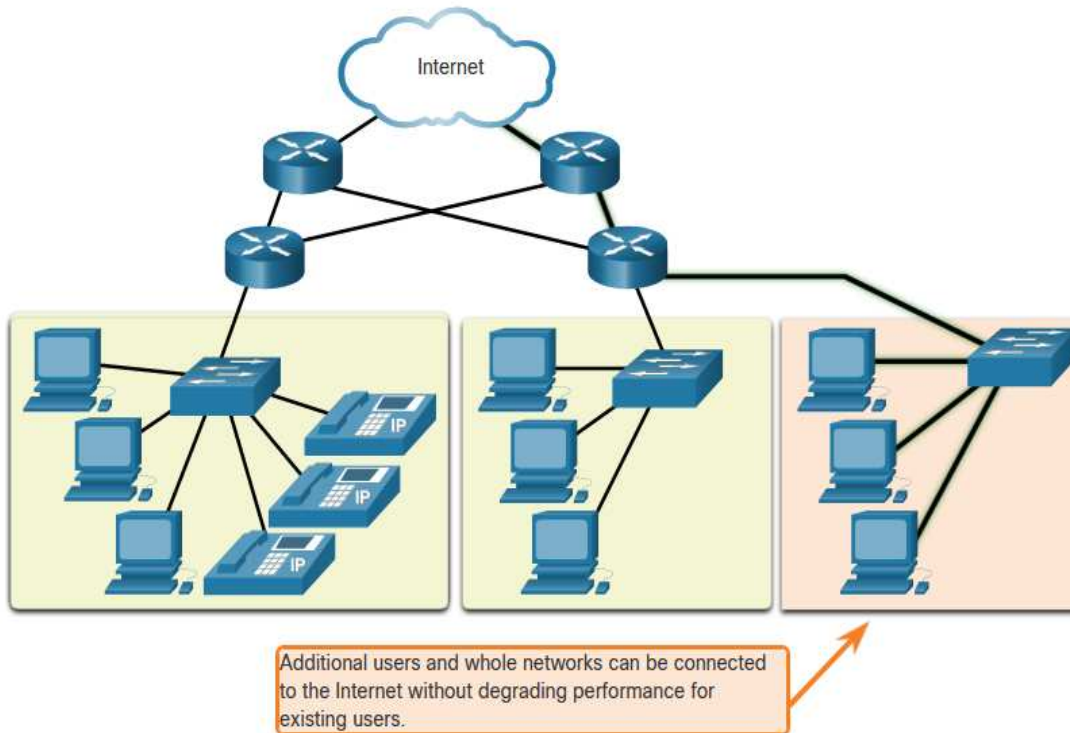 Internet
IP
IP
IP
Additional users and whole networks can be connected
to the Internet without degrading performance for
existing users.